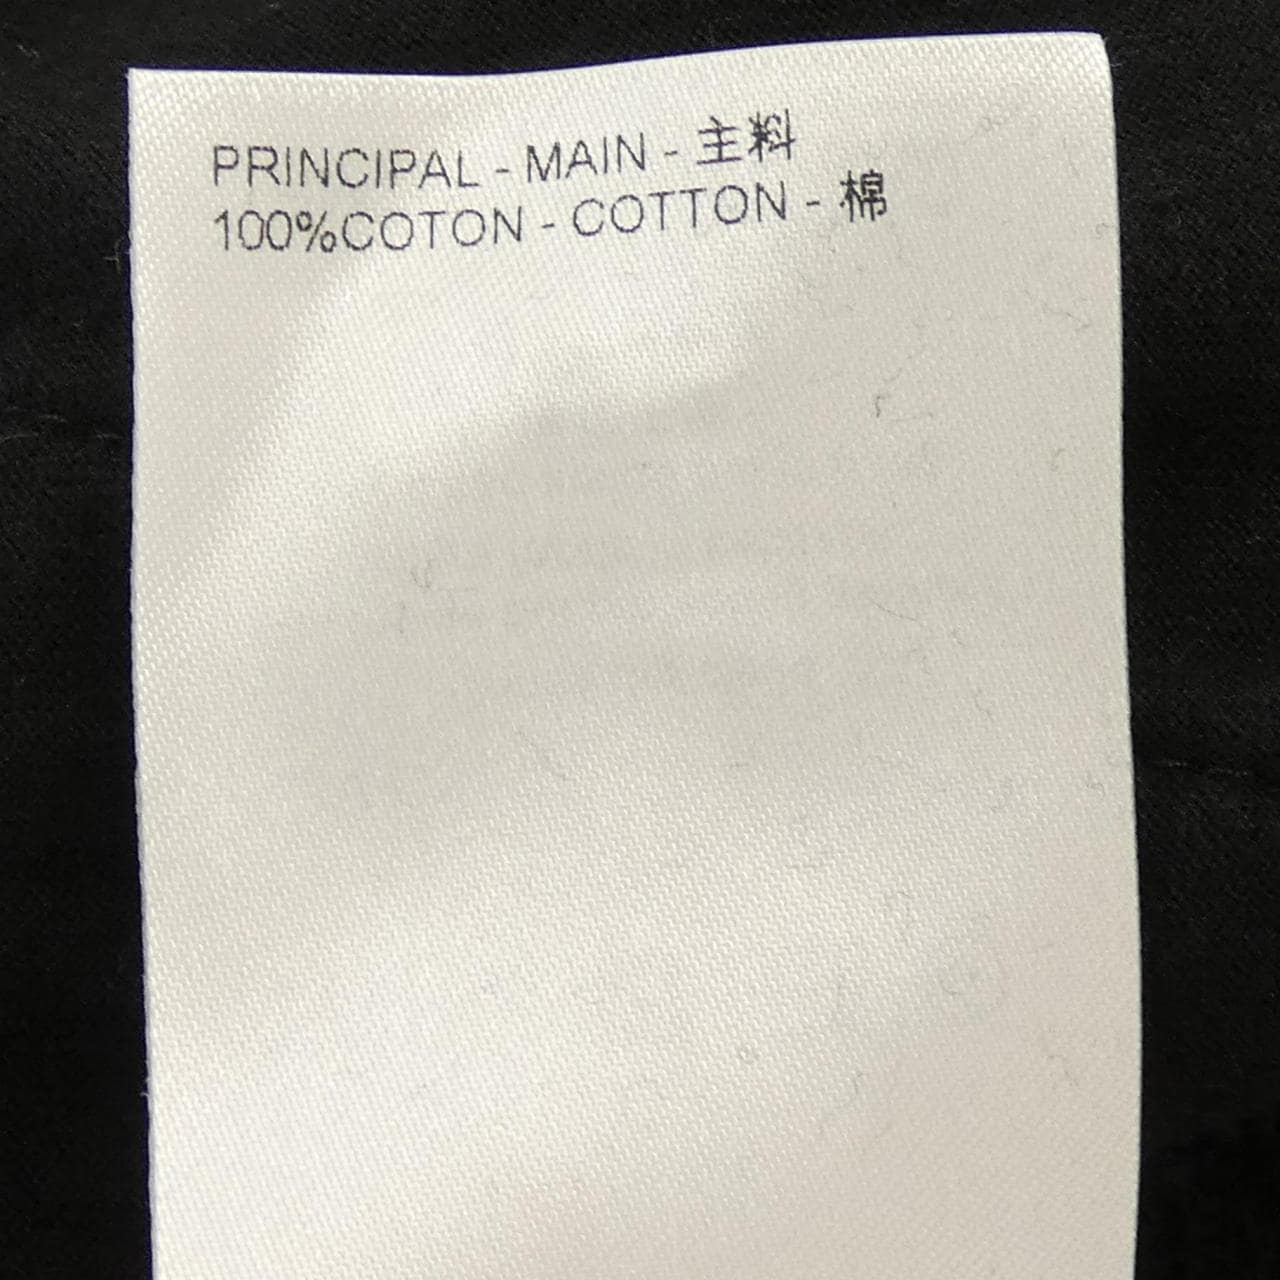 PRINCIPAL - MAIN - 主料
100%COTON - COTTON - 棉